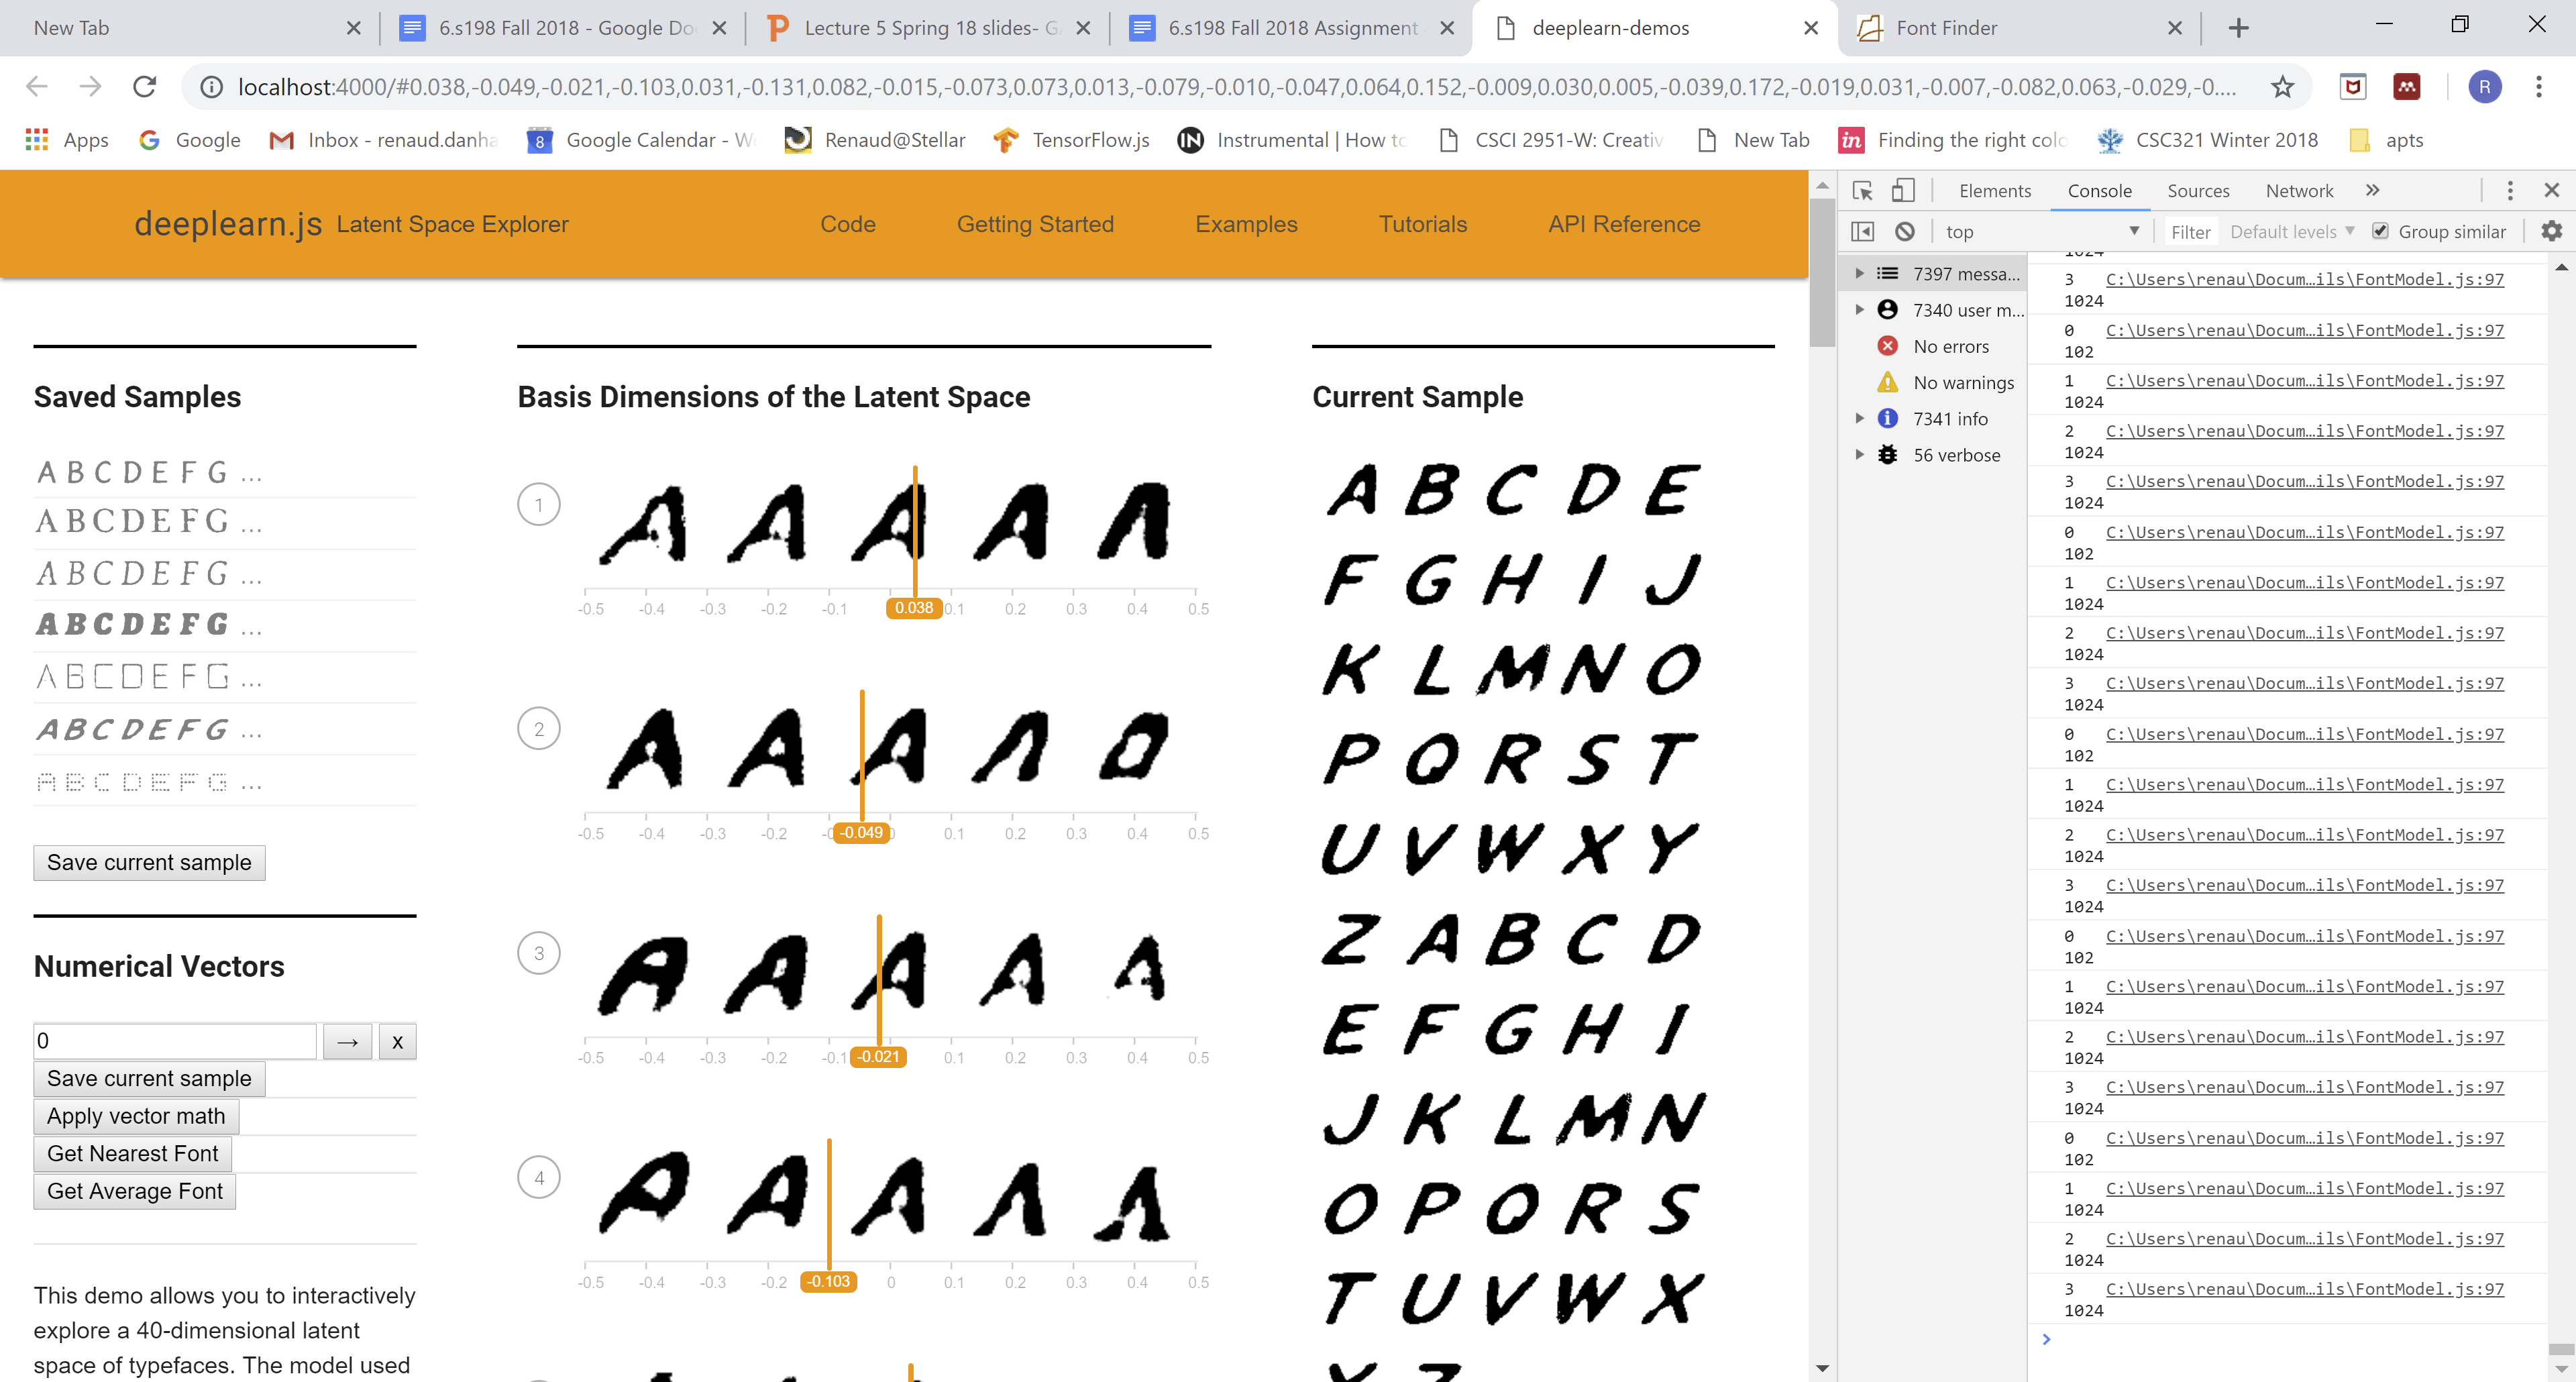 New Tab
6.s198 Fall 2018 - Google Do
Lecture 5 Spring 18 slides- G
6.s198 Fall 2018 Assignment
deeplearn-demos
Font Finder
localhost:4000/#0.038,-0.049,-0.021,-0.103,0.031,-0.131,0.082,-0.015,-0.073,0.073,0.013,-0.079,-0.010,-0.047,0.064,0.152,-0.009,0.030,0.005,-0.039,0.172,-0.019,0.031,-0.007,-0.082,0.063,-0.029,-0....
R
Apps Google Inbox - renaud.danha 8 Google Calendar - W Renaud@Stellar TensorFlow.js IN Instrumental | How to CSCI 2951-W: Creativ New Tab in Finding the right colo CSC321 Winter 2018 apts
deeplearn.js Latent Space Explorer
Code Getting Started Examples Tutorials API Reference
Saved Samples
A B C D E F G ...
A B C D E F G ...
A B C D E F G ...
A B C D E F G ...
A B C D E F G ...
A B C D E F G ...
A B C D E F G ...
Save current sample
Numerical Vectors
0 → x
Save current sample
Apply vector math
Get Nearest Font
Get Average Font
This demo allows you to interactively
explore a 40-dimensional latent
space of typefaces. The model used
Basis Dimensions of the Latent Space
1 A A A A A
-0.5 -0.4 -0.3 -0.2 -0.1 0.038 0.1 0.2 0.3 0.4 0.5
2 A A A A
-0.5 -0.4 -0.3 -0.2 -0.049 0.1 0.2 0.3 0.4 0.5
3 A A A A A
-0.5 -0.4 -0.3 -0.2 -0.1 -0.021 0.1 0.2 0.3 0.4 0.5
4 A A A A A
-0.5 -0.4 -0.3 -0.2 -0.103 0 0.1 0.2 0.3 0.4 0.5
Current Sample
A B C D E
F G H I J
K L M N O
P Q R S T
U V W X Y
Z A B C D
E F G H I
J K L M N
O P Q R S
T U V W X
Y Z
Elements Console Sources Network »
top Filter Default levels Group similar
7397 messa...
7340 user m...
No errors
No warnings
7341 info
56 verbose
1024
3 C:\Users\renau\Docum…ils\FontModel.js:97
1024
0 C:\Users\renau\Docum…ils\FontModel.js:97
102
1 C:\Users\renau\Docum…ils\FontModel.js:97
1024
2 C:\Users\renau\Docum…ils\FontModel.js:97
1024
3 C:\Users\renau\Docum…ils\FontModel.js:97
1024
0 C:\Users\renau\Docum…ils\FontModel.js:97
102
1 C:\Users\renau\Docum…ils\FontModel.js:97
1024
2 C:\Users\renau\Docum…ils\FontModel.js:97
1024
3 C:\Users\renau\Docum…ils\FontModel.js:97
1024
0 C:\Users\renau\Docum…ils\FontModel.js:97
102
1 C:\Users\renau\Docum…ils\FontModel.js:97
1024
2 C:\Users\renau\Docum…ils\FontModel.js:97
1024
3 C:\Users\renau\Docum…ils\FontModel.js:97
1024
0 C:\Users\renau\Docum…ils\FontModel.js:97
102
1 C:\Users\renau\Docum…ils\FontModel.js:97
1024
2 C:\Users\renau\Docum…ils\FontModel.js:97
1024
3 C:\Users\renau\Docum…ils\FontModel.js:97
1024
0 C:\Users\renau\Docum…ils\FontModel.js:97
102
1 C:\Users\renau\Docum…ils\FontModel.js:97
1024
2 C:\Users\renau\Docum…ils\FontModel.js:97
1024
3 C:\Users\renau\Docum…ils\FontModel.js:97
1024